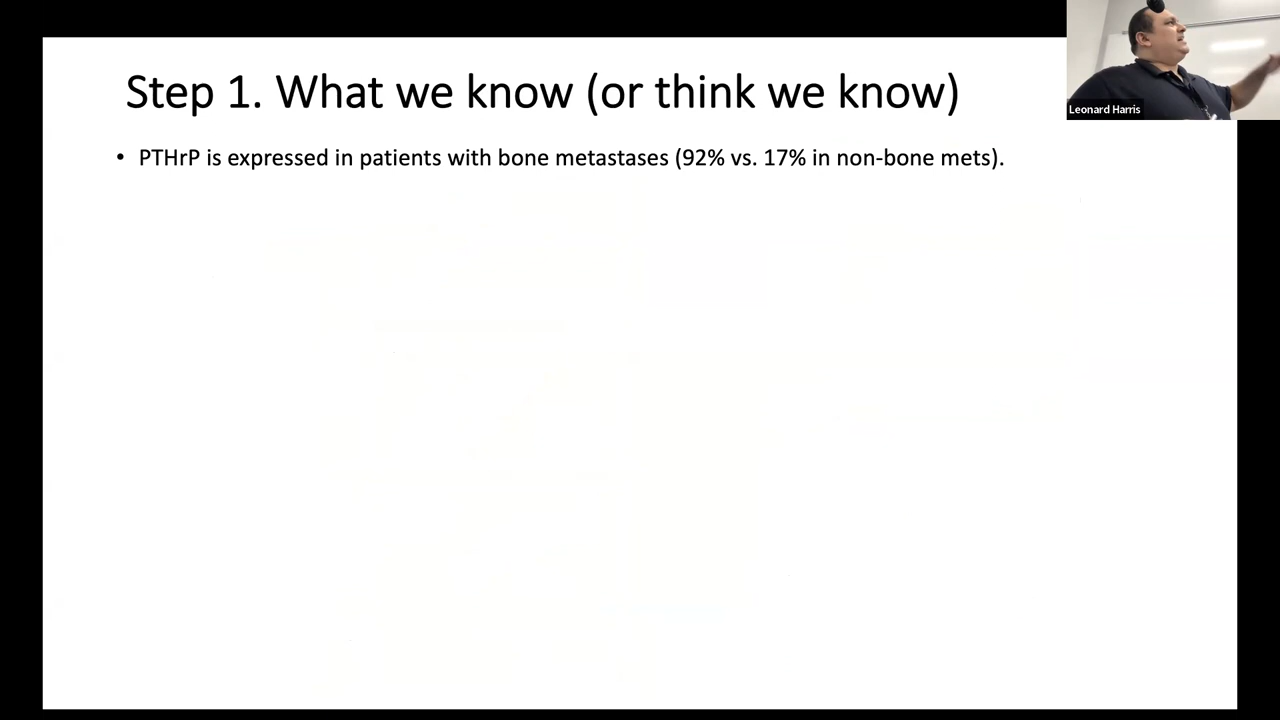 Step 1. What we know (or think we know)
Leonard Harris
• PTHrP is expressed in patients with bone metastases (92% vs. 17% in non-bone mets).